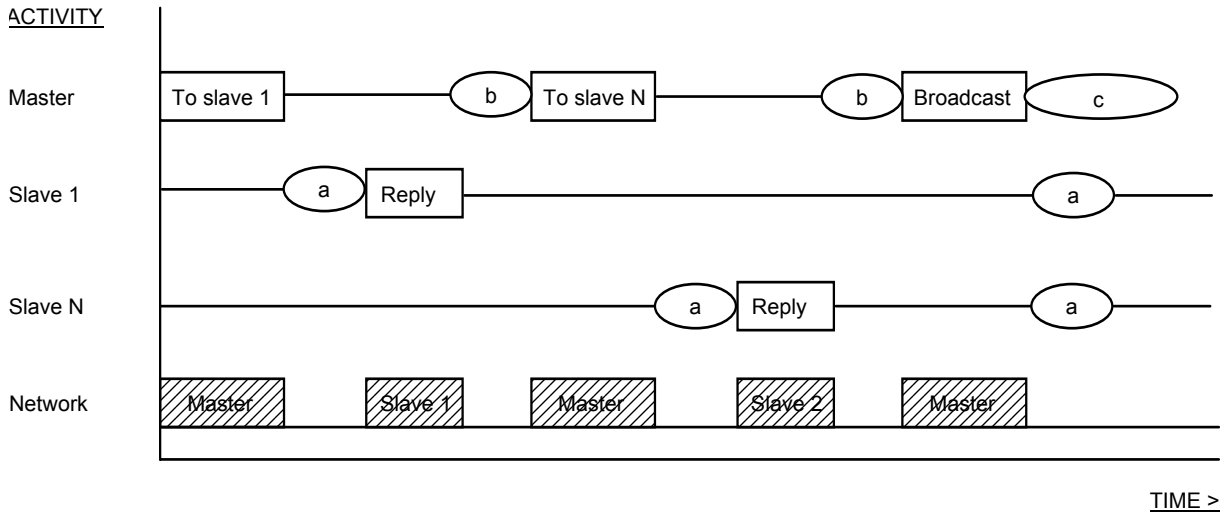 ACTIVITY
Master To slave 1 b To slave N b Broadcast c
Slave 1 a Reply a
Slave N a Reply a
Network Master Slave 1 Master Slave 2 Master
TIME >